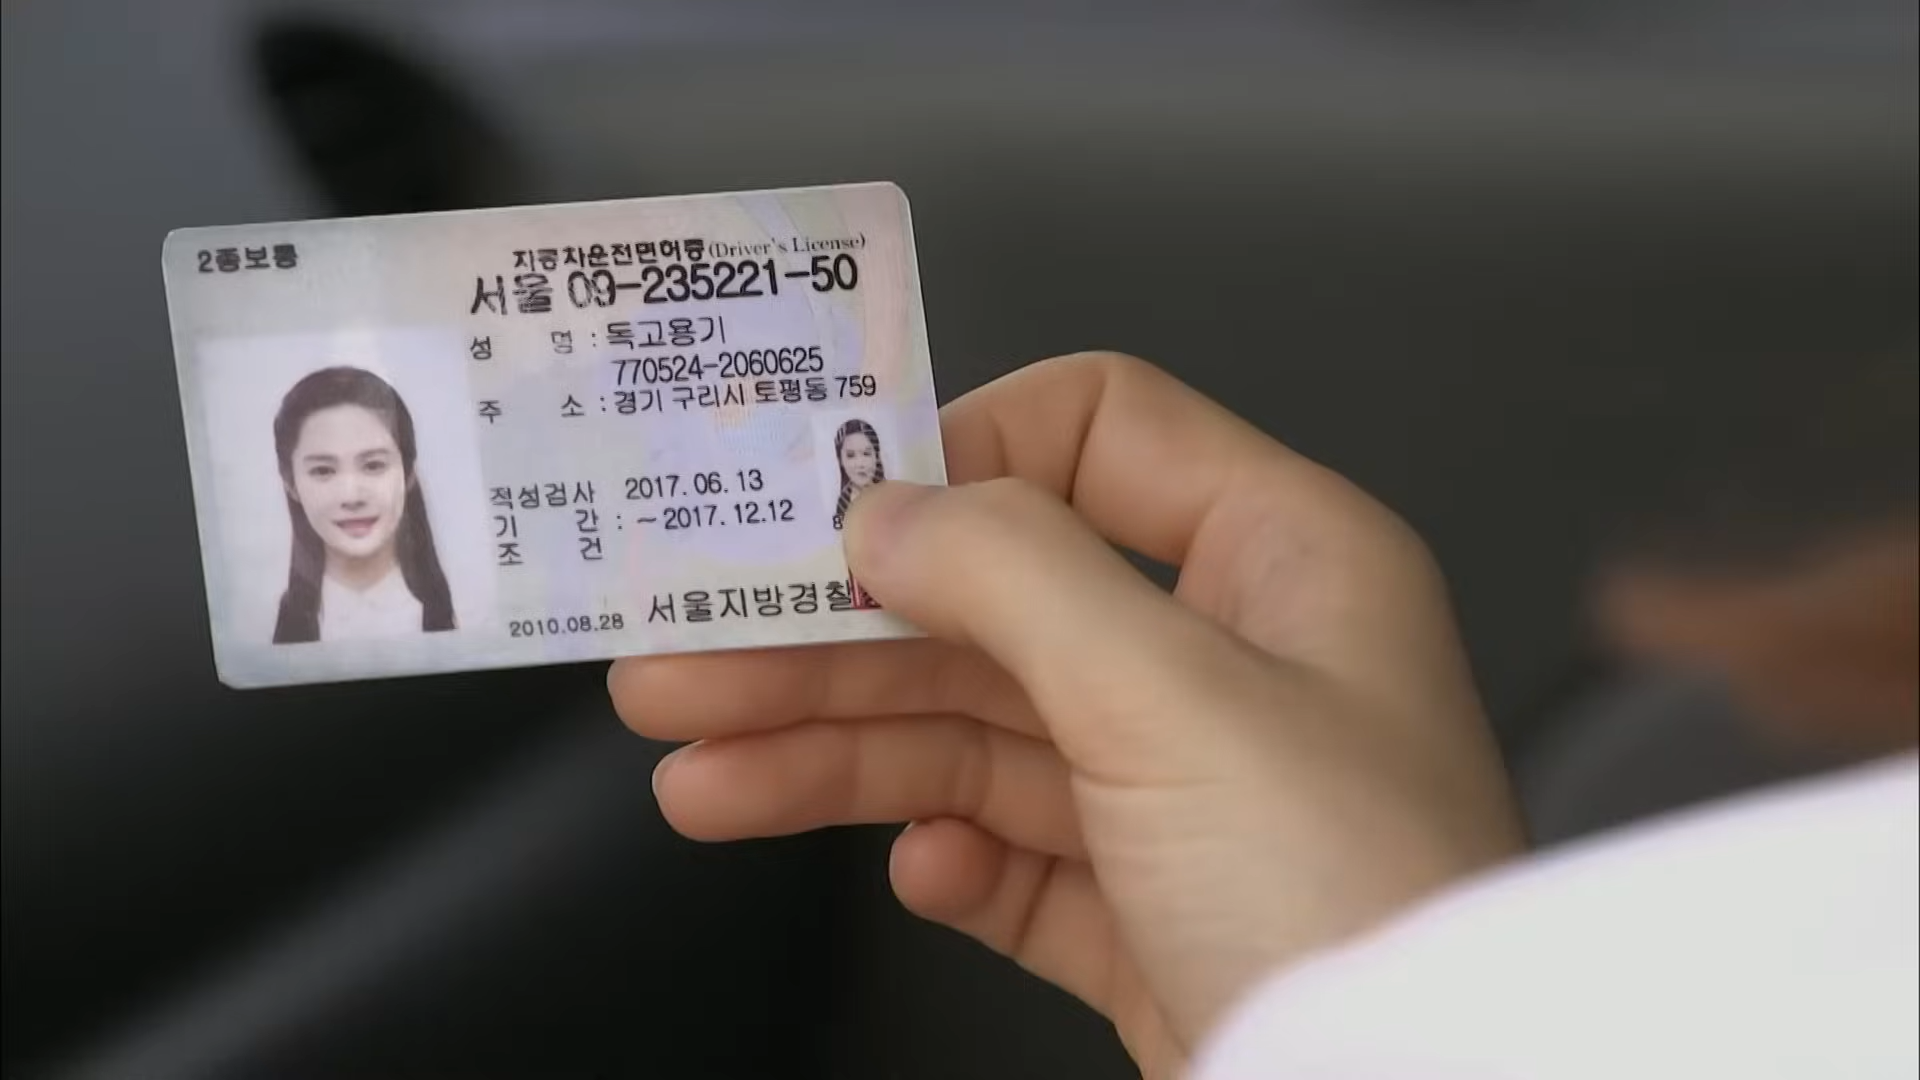 2종보통
자동차운전면허증(Driver's License)
서울 09-235221-50
성 명 : 독고용기
770524-2060625
주 소 : 경기 구리시 토평동 759
적성검사 2017.06.13
기 간 : ~2017.12.12
조 건
2010.08.28 서울지방경찰